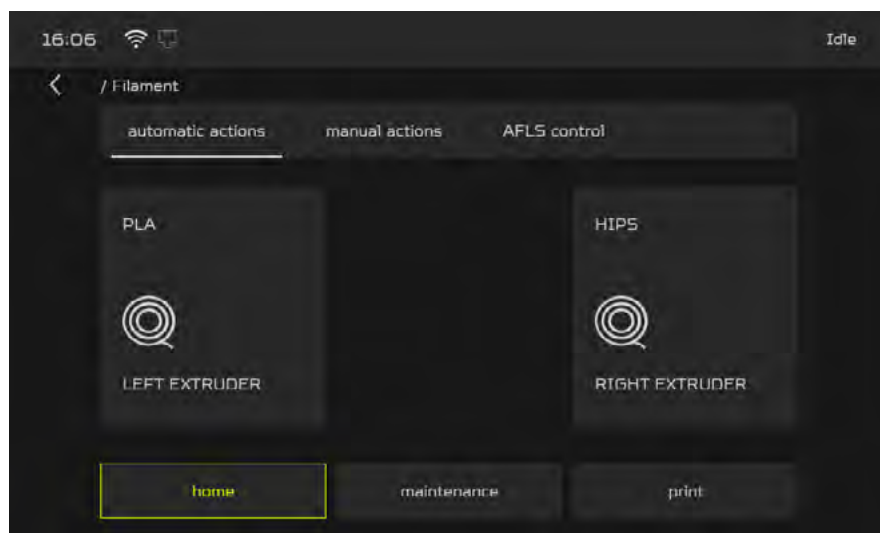 16:06 Idle
/ Filament
automatic actions manual actions AFLS control
PLA HIPS
LEFT EXTRUDER RIGHT EXTRUDER
home maintenance print